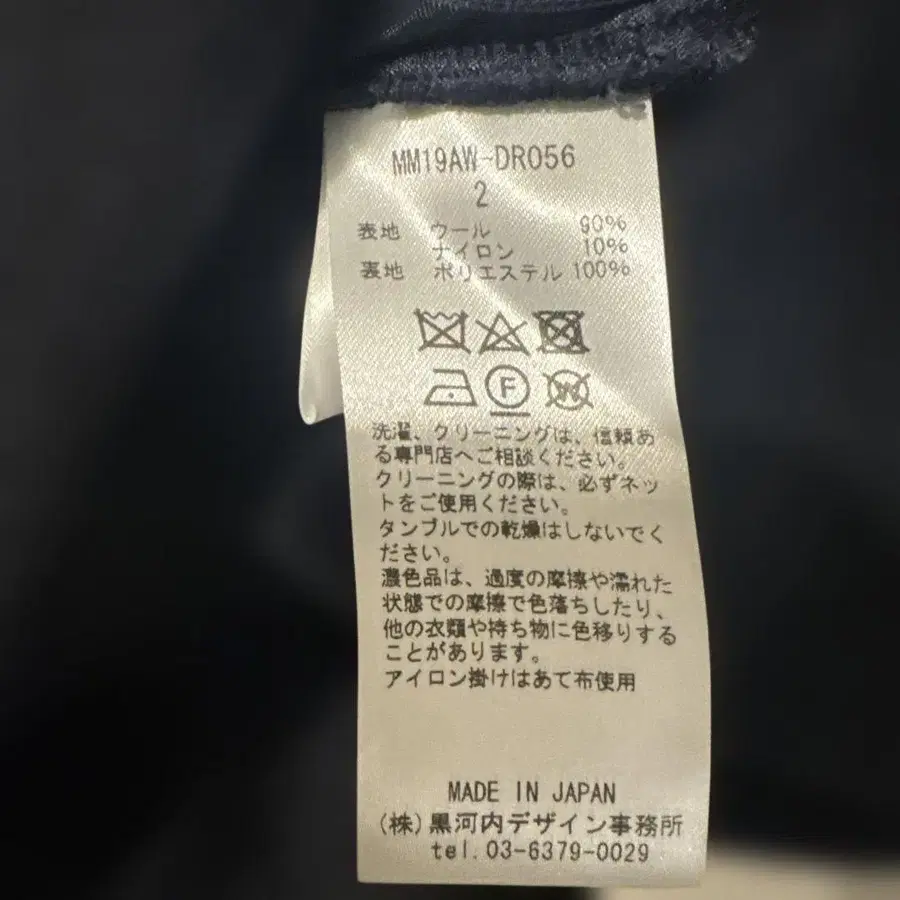 MM19AW-DR056
2
表地 ウール 90%
ナイロン 10%
裏地 ポリエステル 100%
F
W
洗濯、クリーニングは、信頼あ
る専門店へご相談ください。
クリーニングの際は、必ずネッ
トをご使用ください。
タンブルでの乾燥はしないでく
ださい。
濃色品は、過度の摩擦や濡れた
状態での摩擦で色落ちしたり、
他の衣類や持ち物に色移りする
ことがあります。
アイロン掛けはあて布使用
MADE IN JAPAN
(株)黒河内デザイン事務所
tel.03-6379-0029